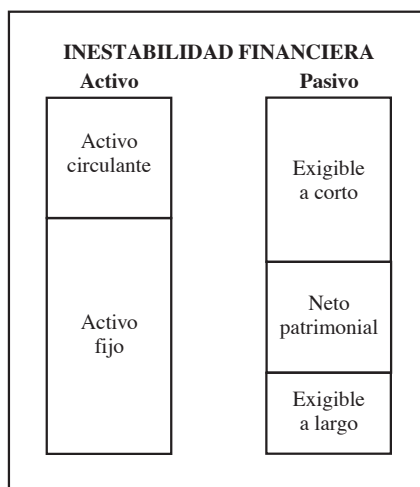 INESTABILIDAD FINANCIERA
Activo
Pasivo
Activo
circulante
Activo
fijo
Exigible
a corto
Neto
patrimonial
Exigible
a largo